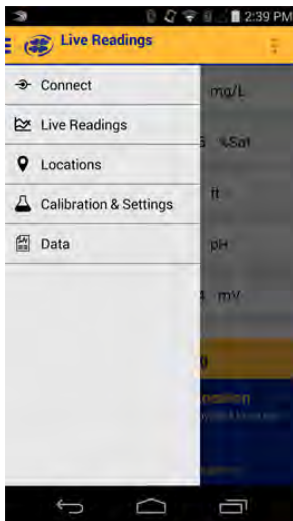 2:39 PM
Live Readings
Connect
mg/L
Live Readings
%Sat
Locations
ft
Calibration & Settings
pH
Data
mV